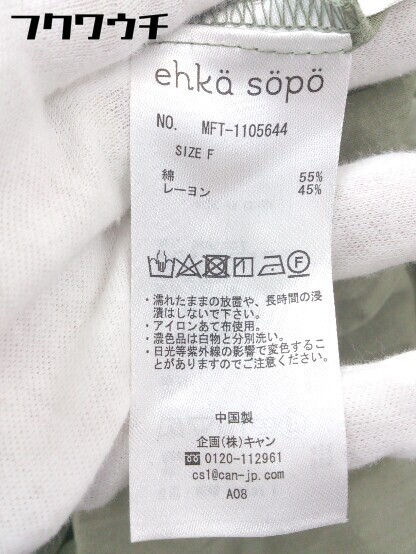 フクワウチ
ehkä söpö
NO. MFT-1105644
SIZE F
綿 55%
レーヨン 45%
・濡れたままの放置や、長時間の浸
漬はしないで下さい。
・アイロンあて布使用。
・濃色品は白物と分別洗い。
・日光等紫外線の影響で変色するこ
とがありますのでご注意ください。
中国製
企画(株)キャン
0120-112961
cs1@can-jp.com
A08